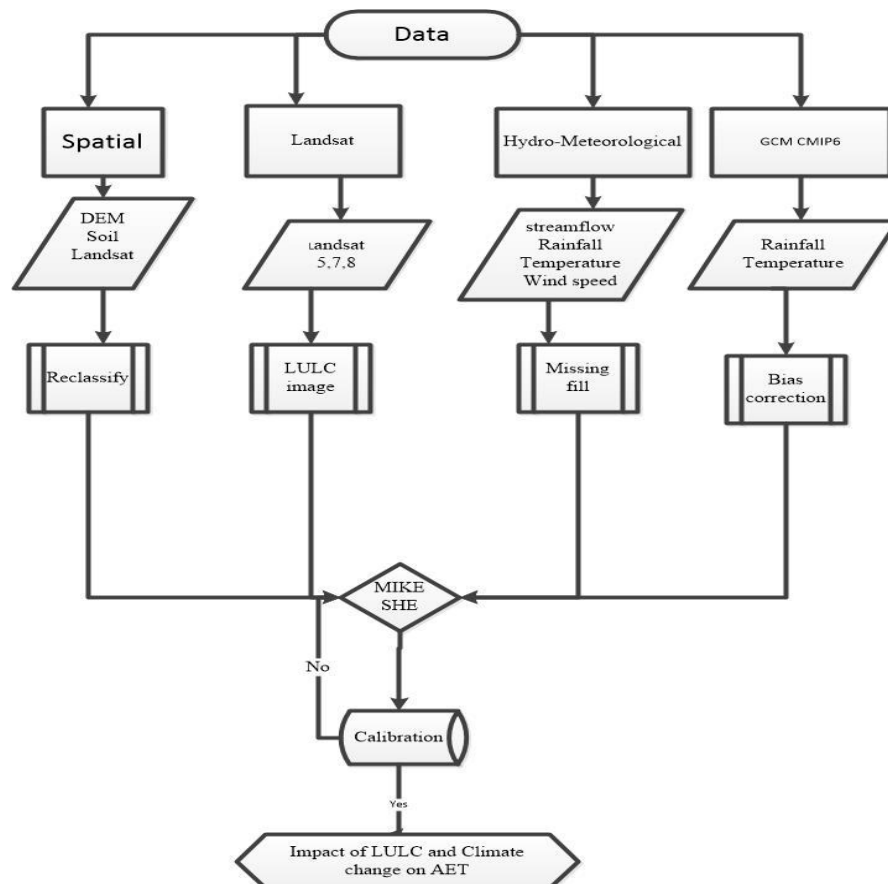 Data
Spatial
Landsat
Hydro-Meteorological
GCM CMIP6
DEM
Soil
Landsat
Landsat
5,7,8
streamflow
Rainfall
Temperature
Wind speed
Rainfall
Temperature
Reclassify
LULC
image
Missing
fill
Bias
correction
MIKE
SHE
No
Calibration
Yes
Impact of LULC and Climate
change on AET